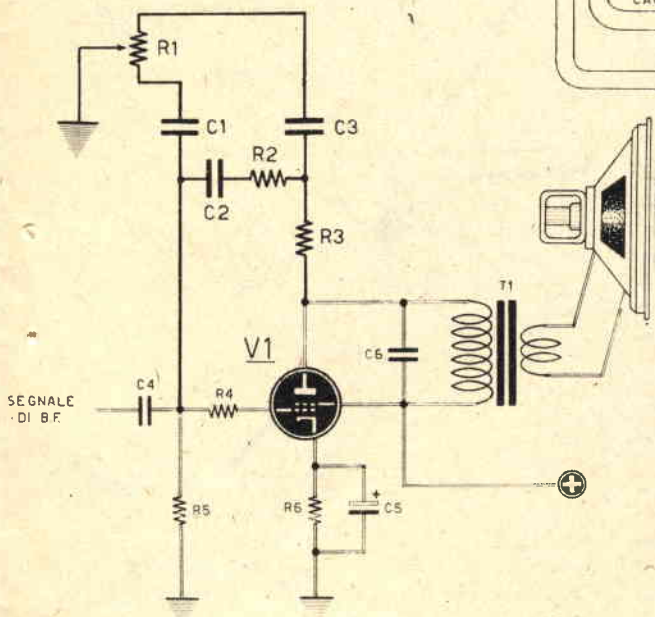 R1
C1
C3
R2
C2
R3
T1
V1
C6
SEGNALE
DI B.F.
C4
R4
R5
R6
+
C5
+